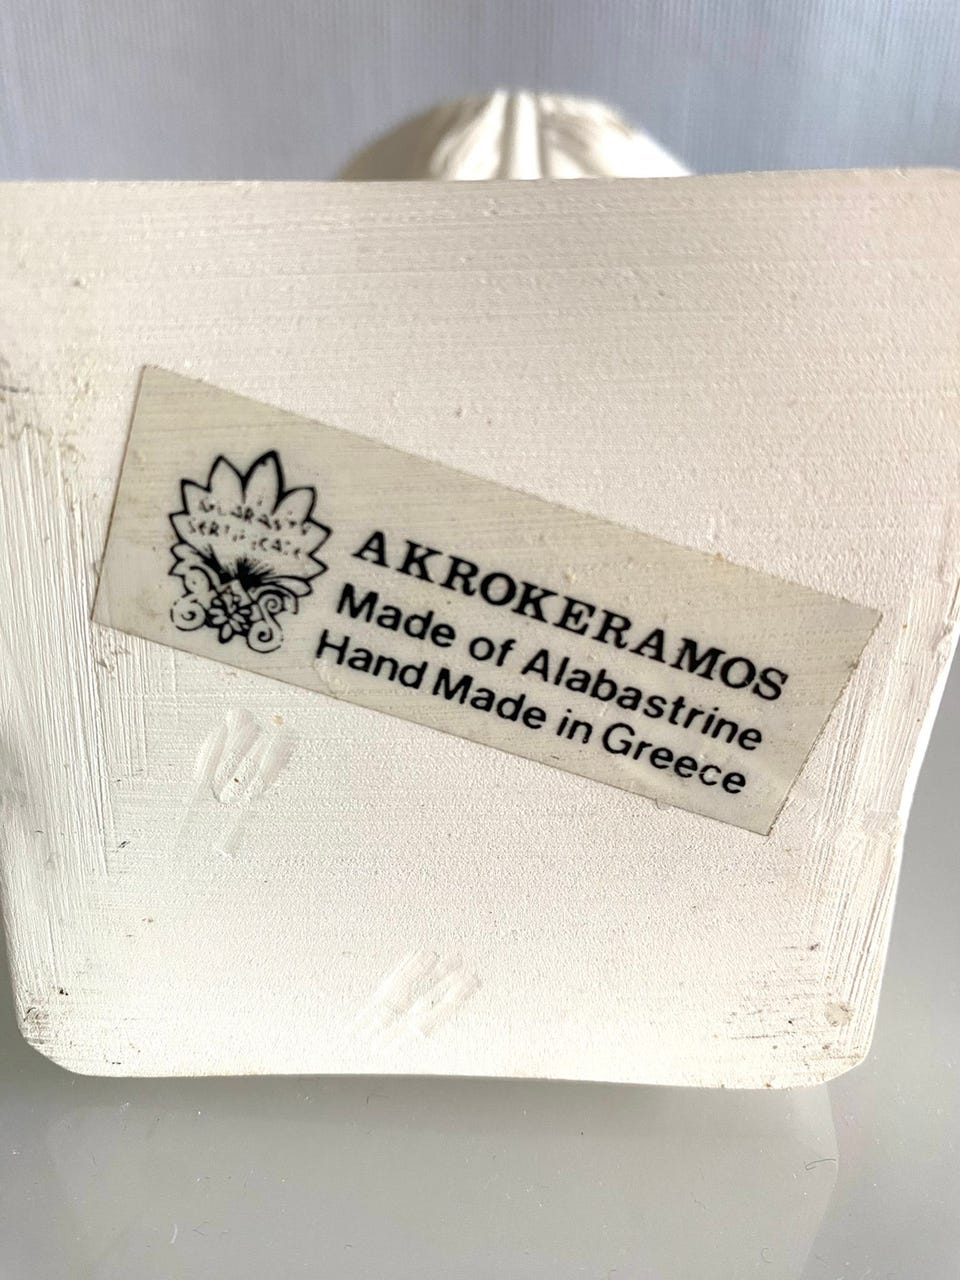 AKROKERAMOS
Made of Alabastrine
Hand Made in Greece